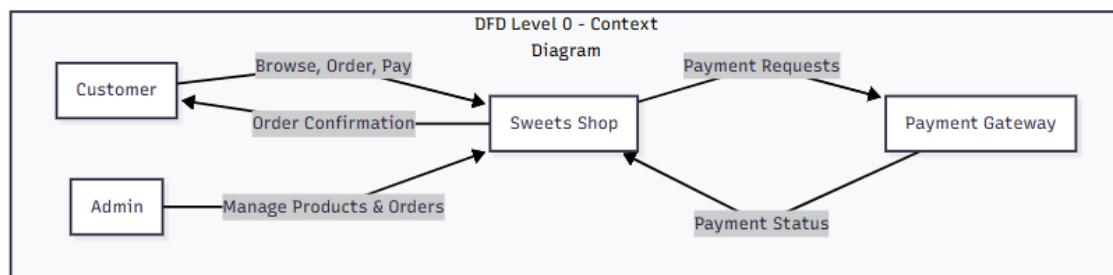 DFD Level 0 - Context
Diagram
Browse, Order, Pay
Payment Requests
Customer
Order Confirmation
Sweets Shop
Payment Gateway
Admin
Manage Products & Orders
Payment Status